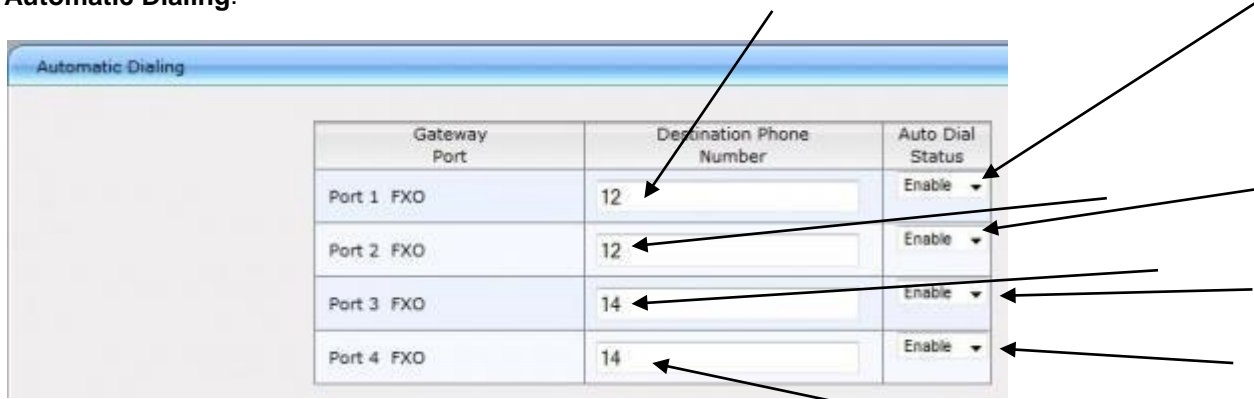 Automatic Dialing.
Automatic Dialing
Gateway Port Destination Phone Number Auto Dial Status
Port 1 FXO 12 Enable
Port 2 FXO 12 Enable
Port 3 FXO 14 Enable
Port 4 FXO 14 Enable